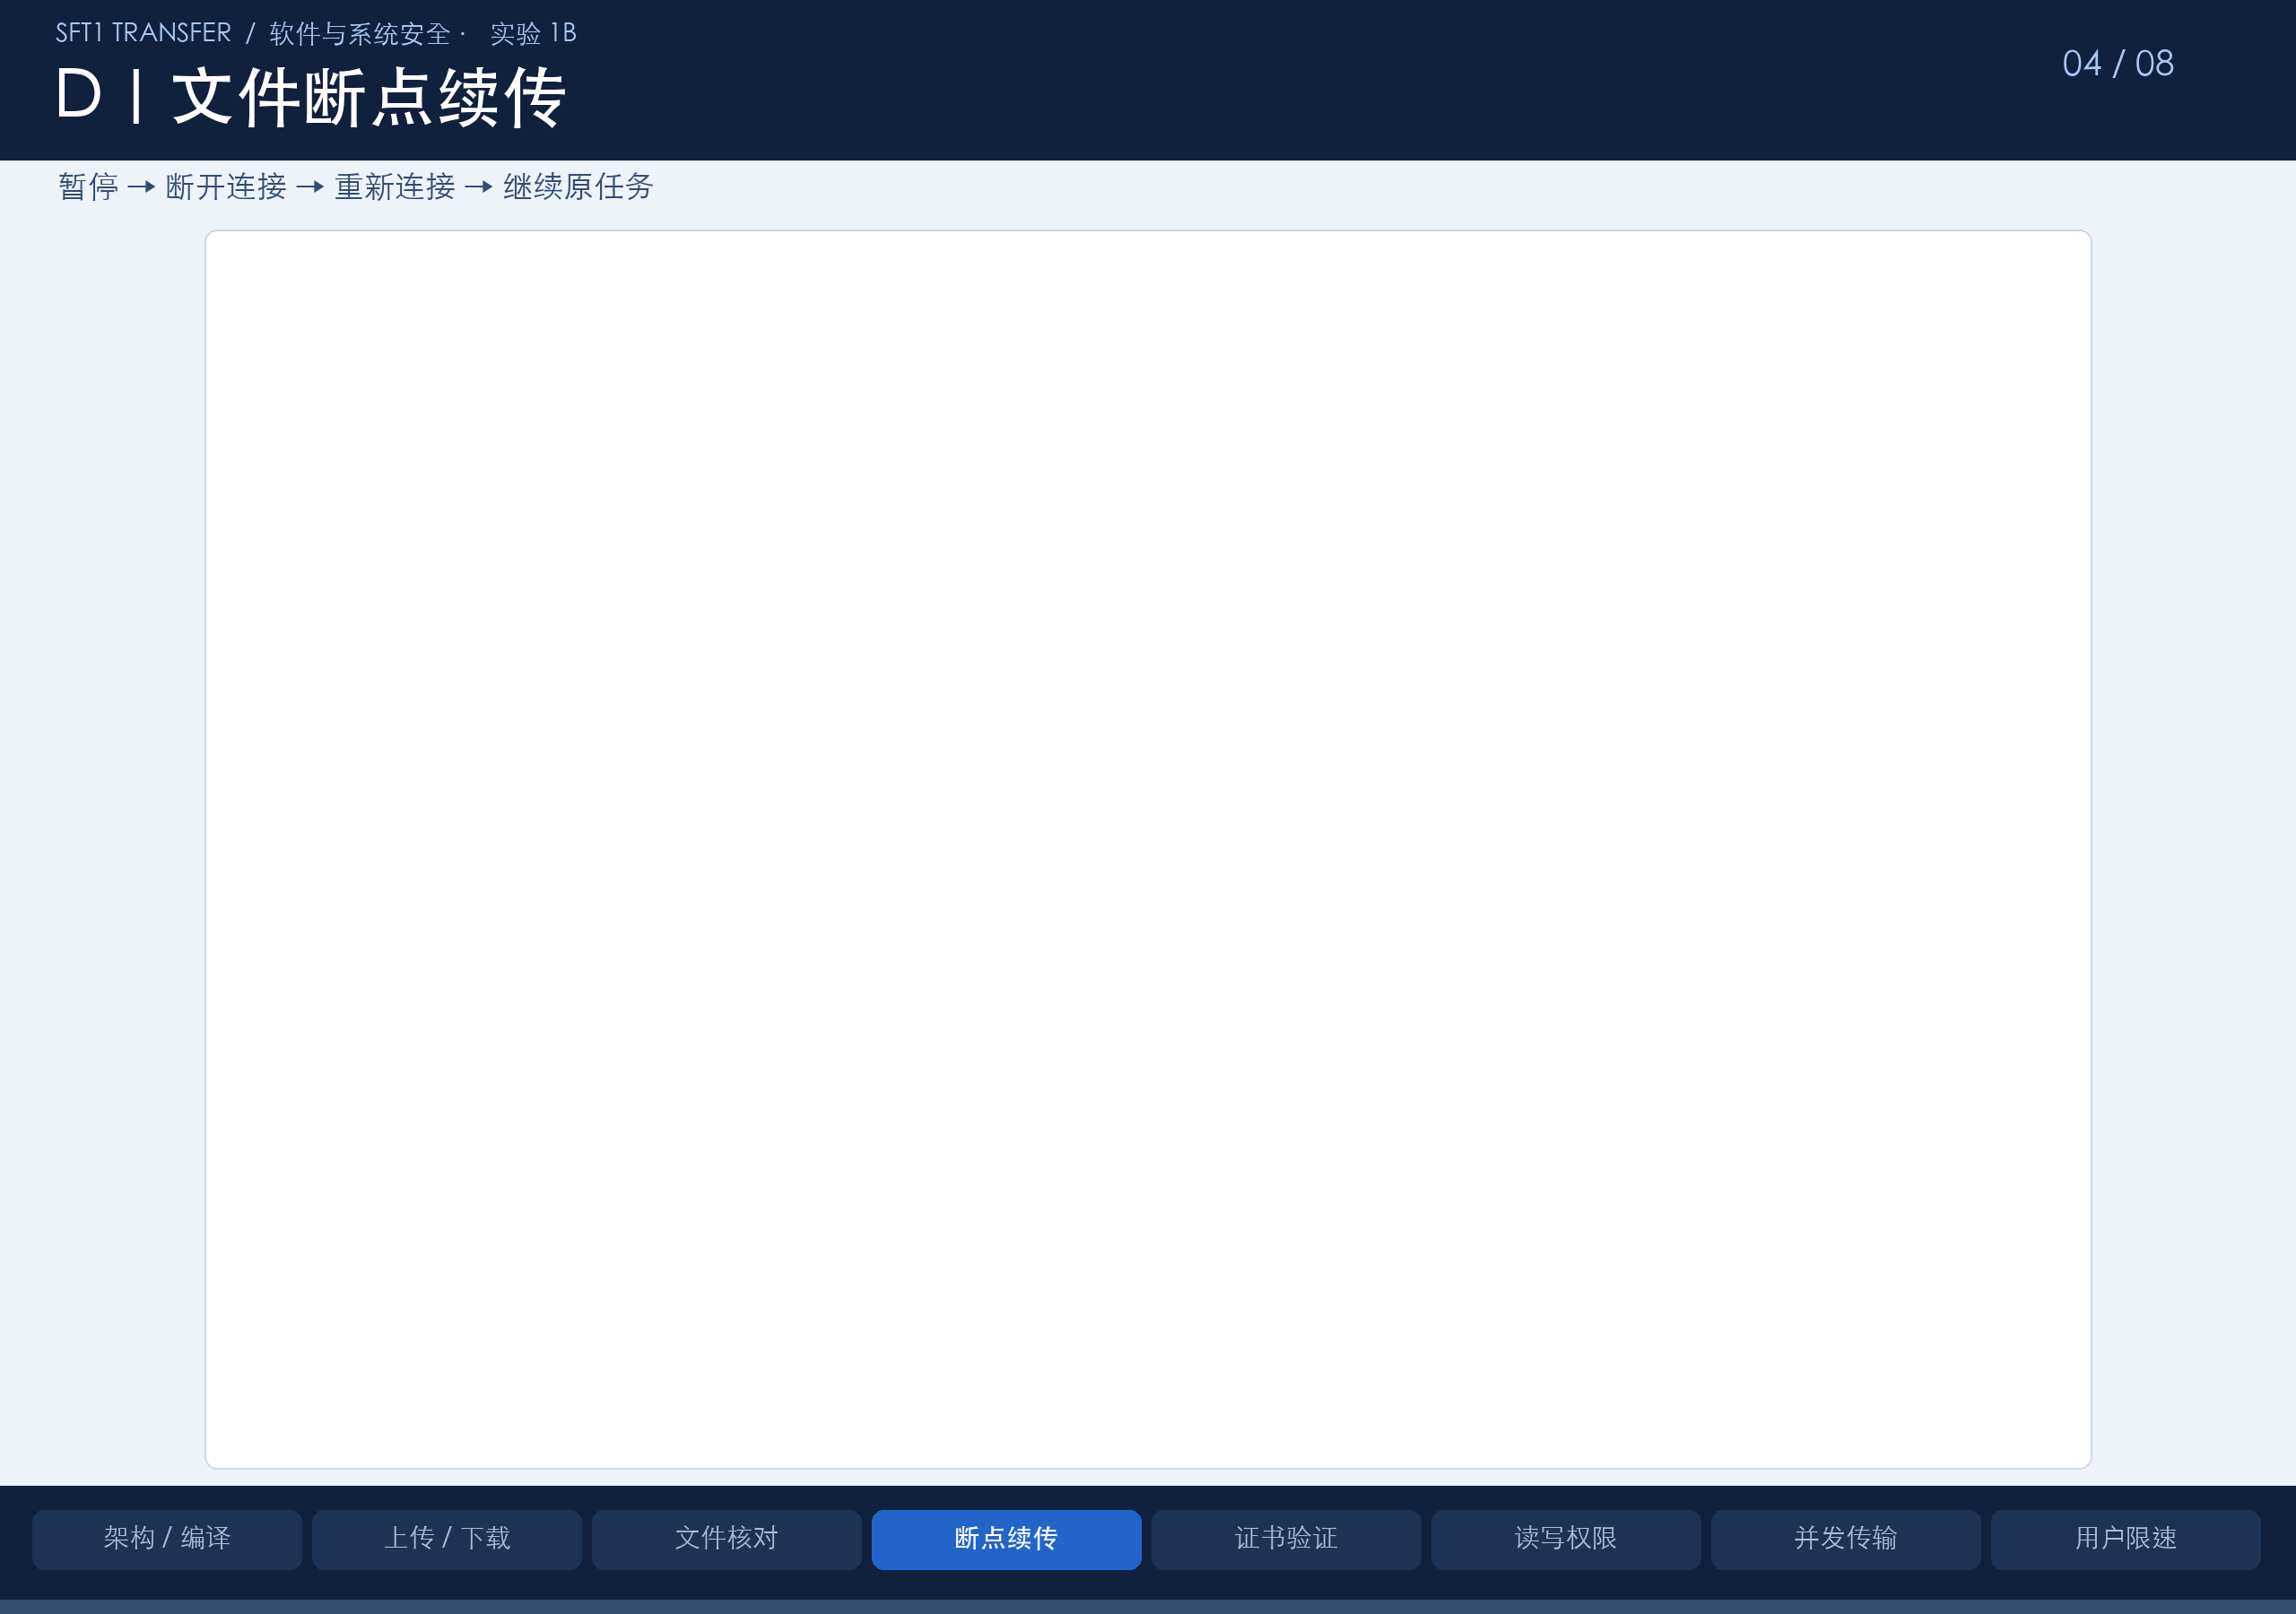 SFT1 TRANSFER / 软件与系统安全 · 实验 1B
04 / 08
D | 文件断点续传
暂停 → 断开连接 → 重新连接 → 继续原任务
架构 / 编译
上传 / 下载
文件核对
断点续传
证书验证
读写权限
并发传输
用户限速